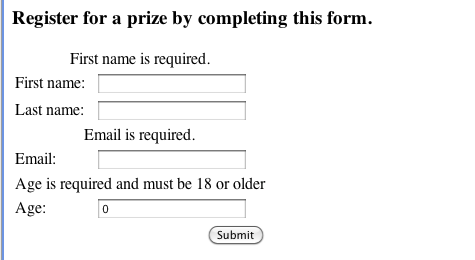 Register for a prize by completing this form.
First name is required.
First name:
Last name:
Email is required.
Email:
Age is required and must be 18 or older
Age: 0
Submit